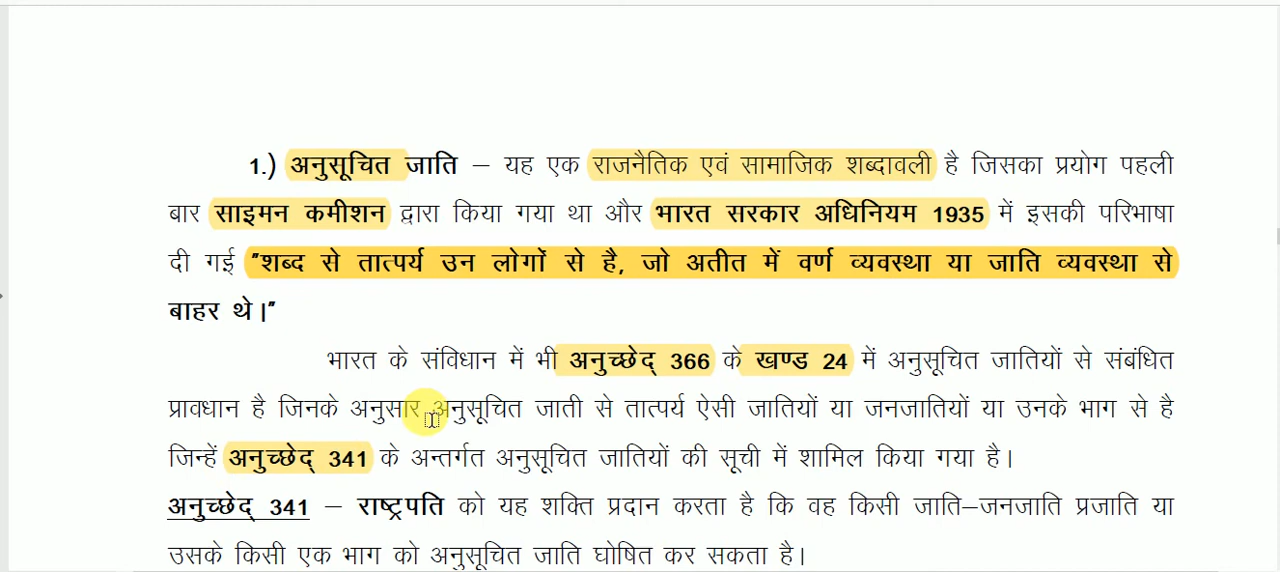 1.) अनुसूचित जाति – यह एक राजनैतिक एवं सामाजिक शब्दावली है जिसका प्रयोग पहली
बार साइमन कमीशन द्वारा किया गया था और भारत सरकार अधिनियम 1935 में इसकी परिभाषा
दी गई "शब्द से तात्पर्य उन लोगों से है, जो अतीत में वर्ण व्यवस्था या जाति व्यवस्था से
बाहर थे।"
भारत के संविधान में भी अनुच्छेद् 366 के खण्ड 24 में अनुसूचित जातियों से संबंधित
प्रावधान है जिनके अनुसार अनुसूचित जाती से तात्पर्य ऐसी जातियों या जनजातियों या उनके भाग से है
जिन्हें अनुच्छेद् 341 के अन्तर्गत अनुसूचित जातियों की सूची में शामिल किया गया है।
अनुच्छेद् 341 – राष्ट्रपति को यह शक्ति प्रदान करता है कि वह किसी जाति–जनजाति प्रजाति या
उसके किसी एक भाग को अनुसूचित जाति घोषित कर सकता है।